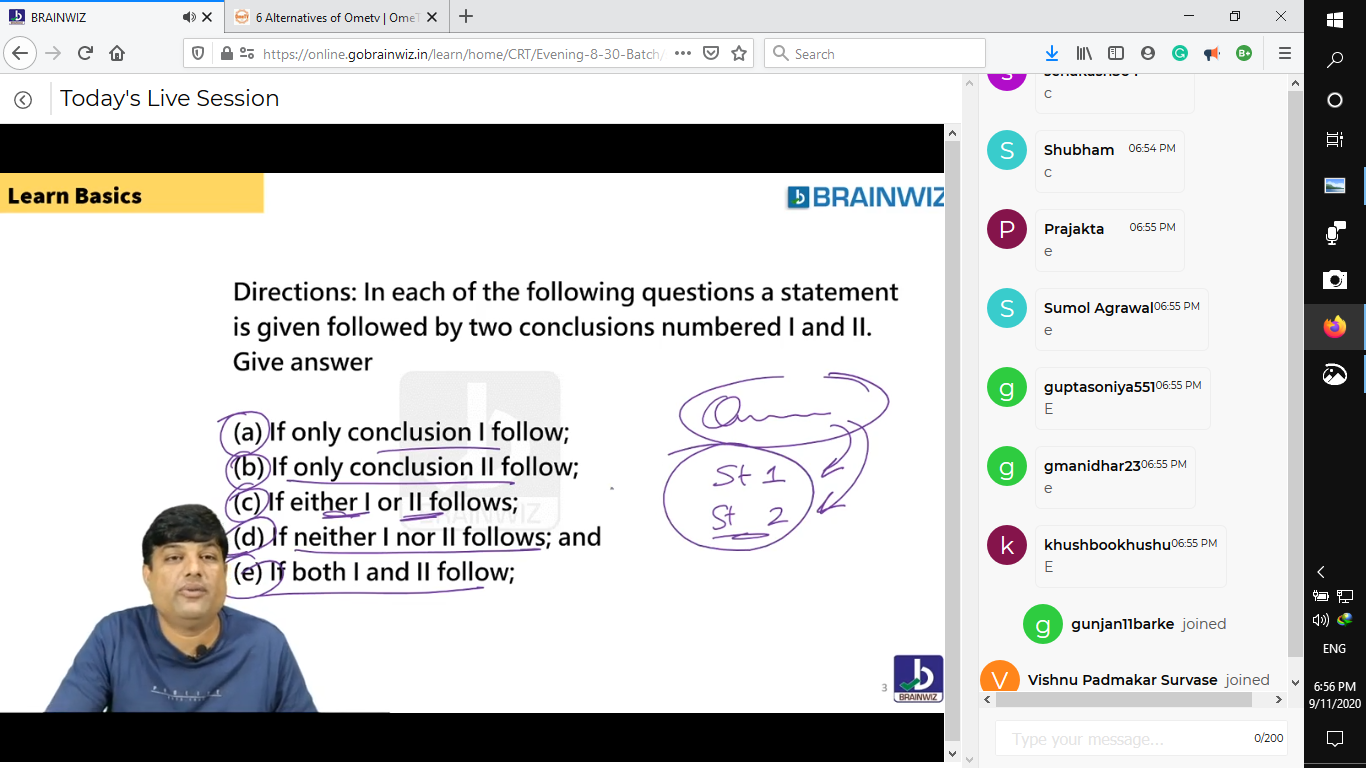 BRAINWIZ
6 Alternatives of Ometv | Ome
https://online.gobrainwiz.in/learn/home/CRT/Evening-8-30-Batch/
Search
Today's Live Session
Learn Basics
BRAINWIZ
Directions: In each of the following questions a statement
is given followed by two conclusions numbered I and II.
Give answer
(a) If only conclusion I follow;
(b) If only conclusion II follow;
(c) If either I or II follows;
(d) If neither I nor II follows; and
(e) If both I and II follow;
BRAINWIZ
St 1
St 2
3
BRAINWIZ
c
Shubham 06:54 PM
c
Prajakta 06:55 PM
e
Sumol Agrawal 06:55 PM
e
guptasoniya551 06:55 PM
E
gmanidhar23 06:55 PM
e
khushbookhushu 06:55 PM
E
gunjan11barke joined
Vishnu Padmakar Survase joined
Type your message...
0/200
ENG
6:56 PM
9/11/2020